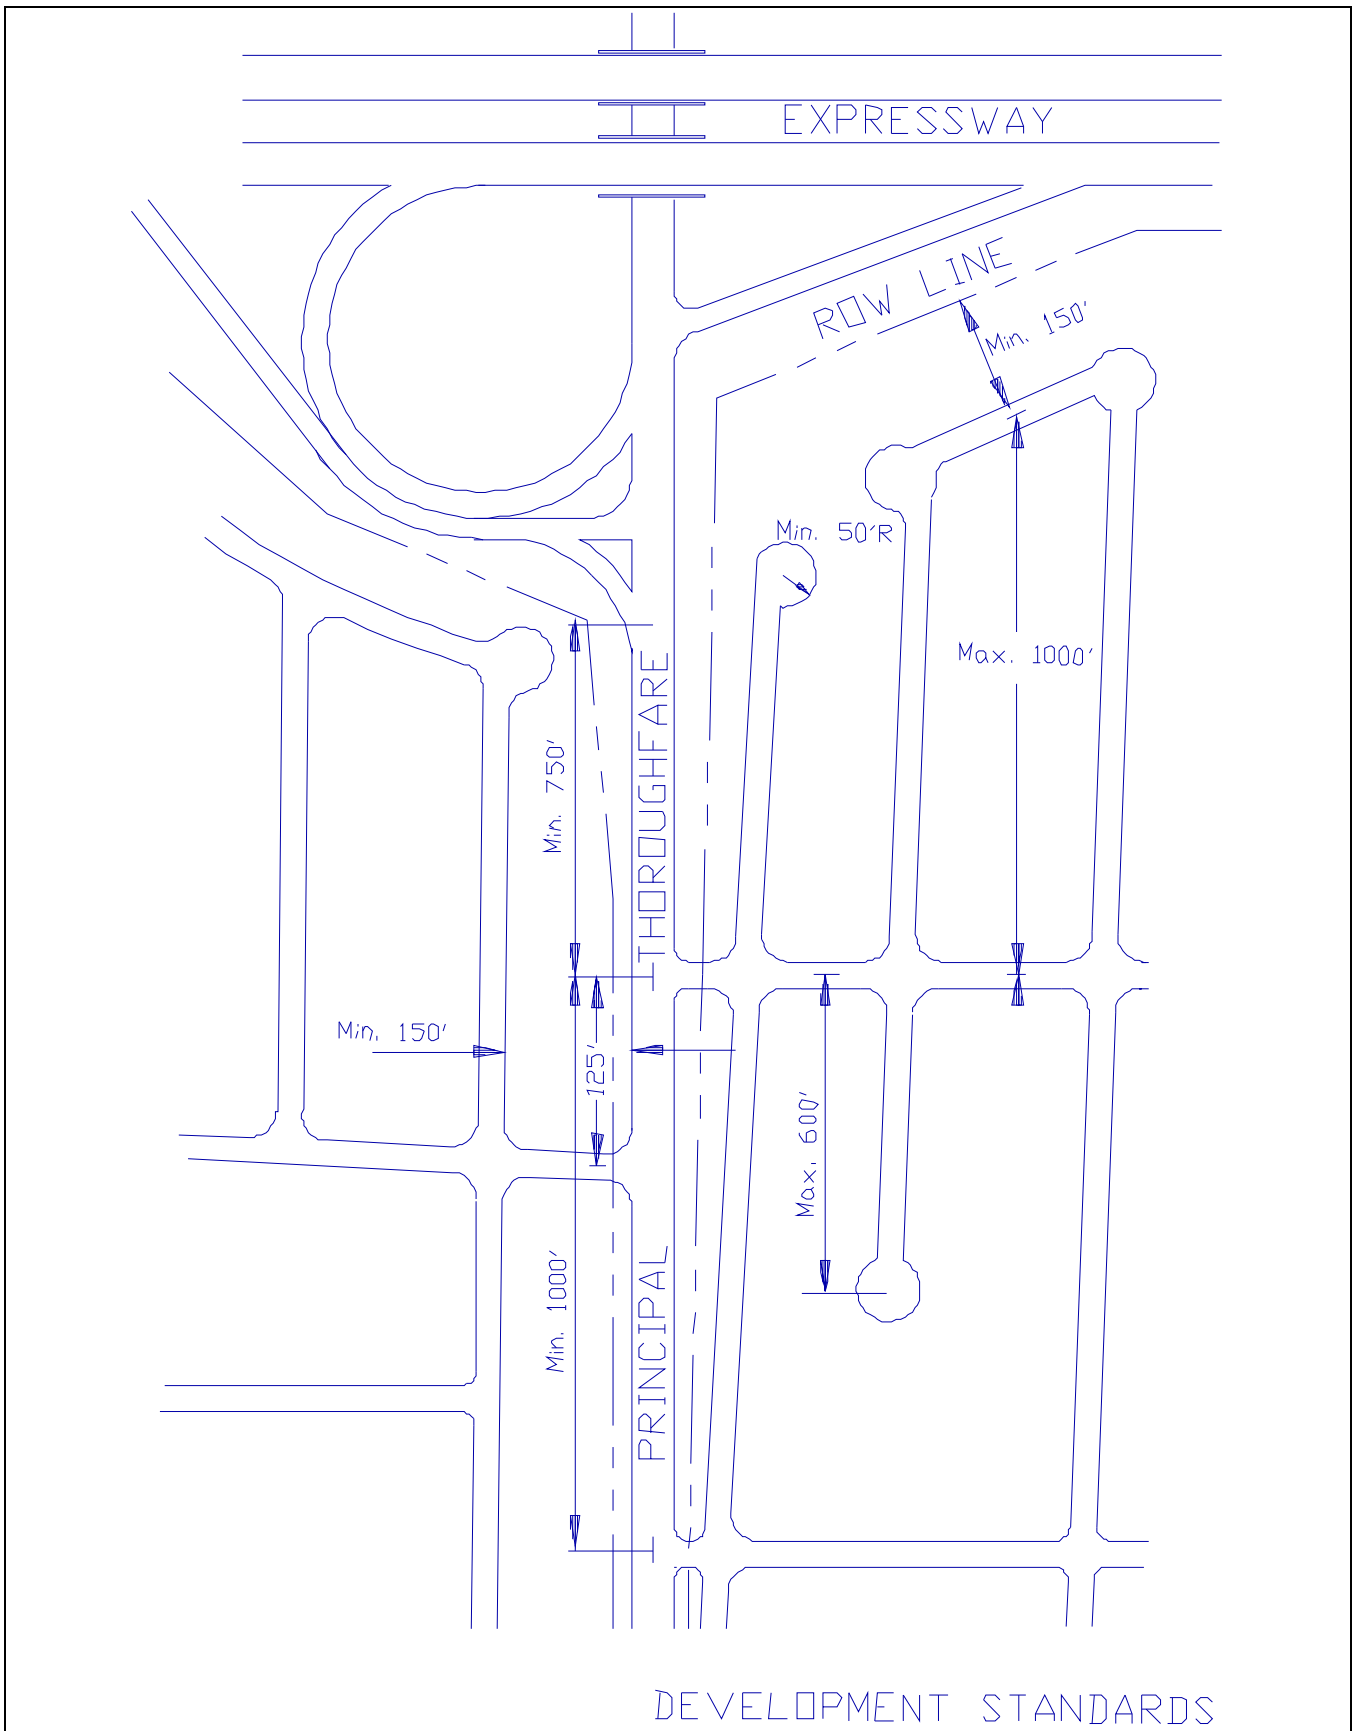 EXPRESSWAY
ROW LINE
Min. 150'
Min. 50'R
Max. 1000'
PRINCIPAL THOROUGHFARE
Min. 750'
Min. 150'
125'
Max. 600'
Min. 1000'
DEVELOPMENT STANDARDS